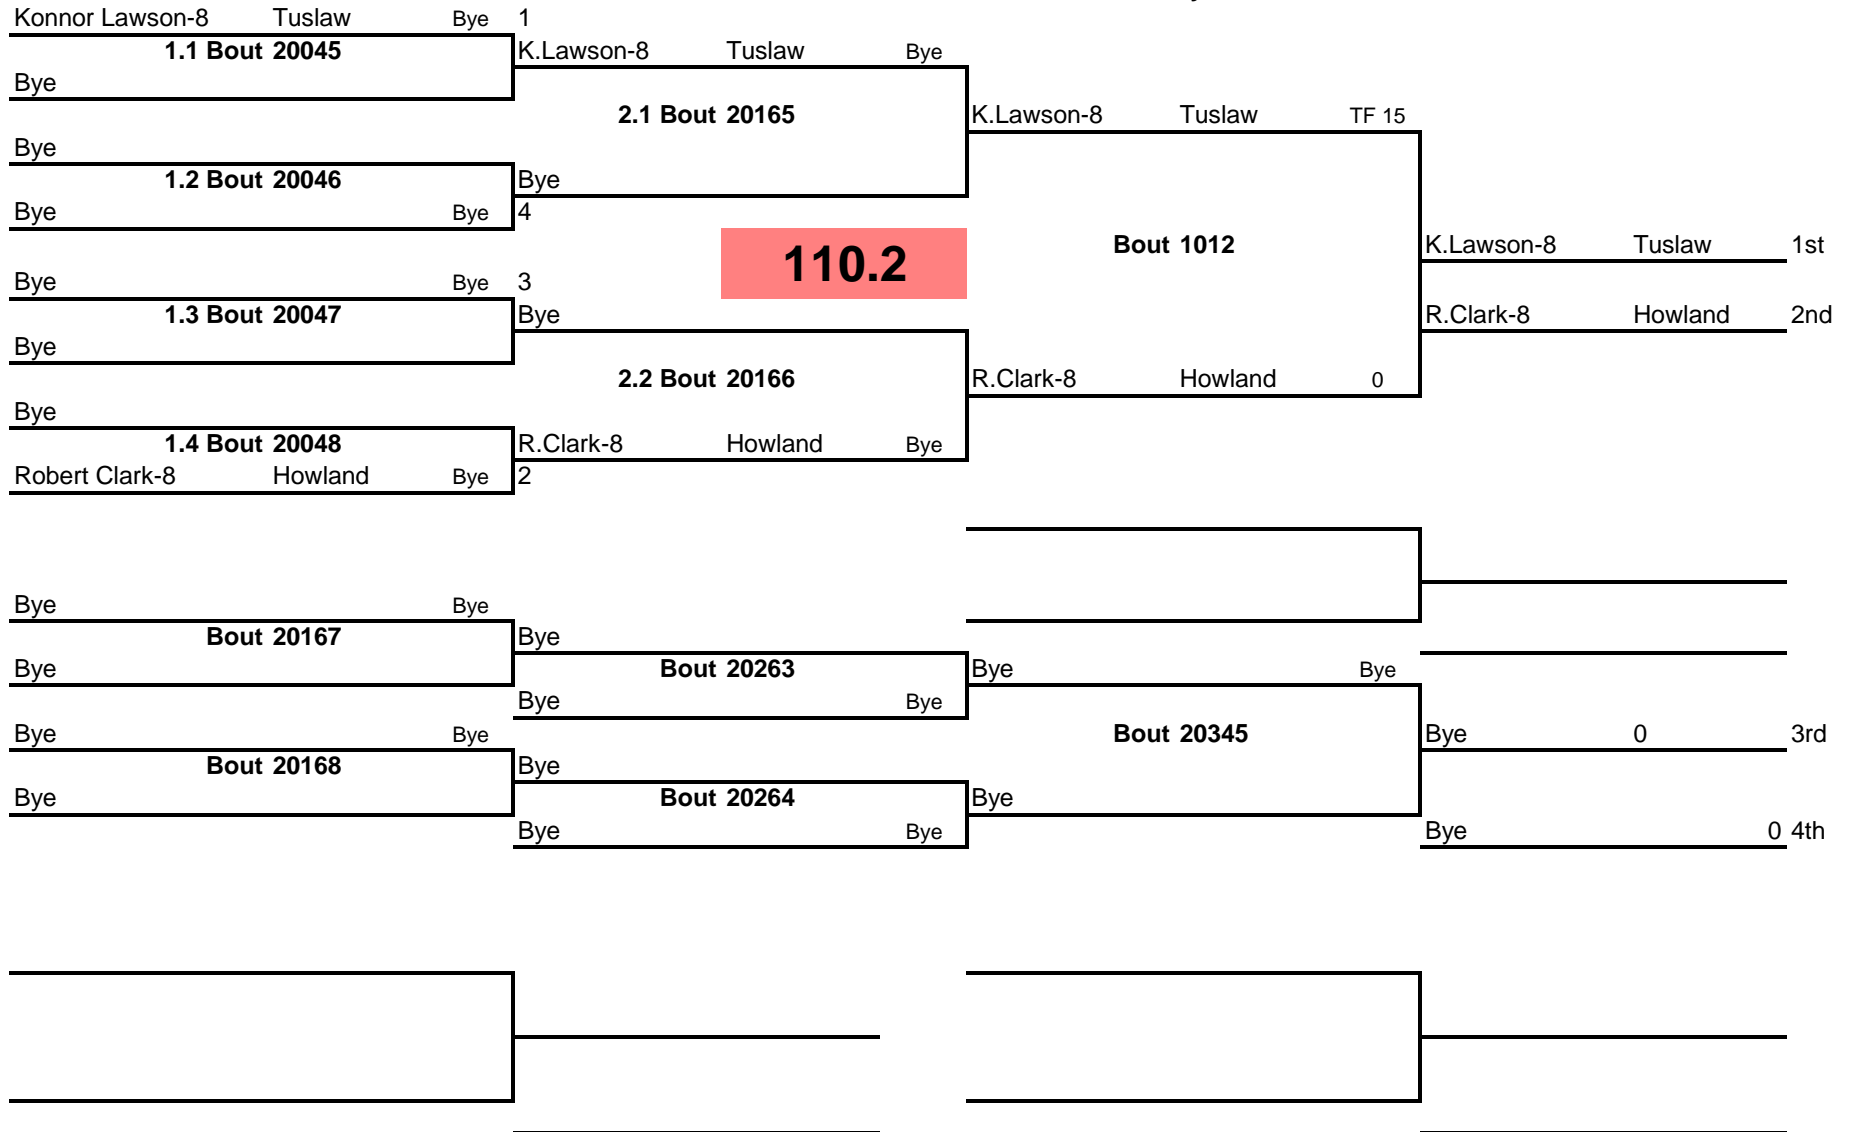 Konnor Lawson-8 Tuslaw Bye 1
1.1 Bout 20045 K.Lawson-8 Tuslaw Bye
Bye
2.1 Bout 20165 K.Lawson-8 Tuslaw TF 15
Bye
1.2 Bout 20046 Bye
Bye Bye 4
110.2 Bout 1012 K.Lawson-8 Tuslaw 1st
Bye Bye 3
1.3 Bout 20047 Bye R.Clark-8 Howland 2nd
Bye
2.2 Bout 20166 R.Clark-8 Howland 0
Bye
1.4 Bout 20048 R.Clark-8 Howland Bye
Robert Clark-8 Howland Bye 2
Bye Bye
Bout 20167 Bye
Bye Bout 20263 Bye Bye
Bye Bye
Bye Bye Bout 20345 Bye 0 3rd
Bout 20168 Bye
Bye Bout 20264 Bye
Bye Bye Bye 0 4th